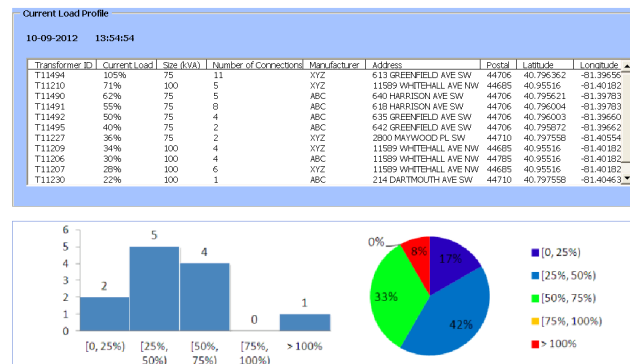 Current Load Profile
10-09-2012 13:54:54
Transformer ID Current Load Size (kVA) Number of Connections Manufacturer Address Postal Latitude Longitude
T11494 105% 75 11 XYZ 613 GREENFIELD AVE SW 44706 40.796362 -81.39656
T11210 71% 100 5 XYZ 11589 WHITEHALL AVE NW 44685 40.95516 -81.40182
T11490 62% 75 5 ABC 640 HARRISON AVE SW 44706 40.795621 -81.39783
T11491 55% 75 8 ABC 618 HARRISON AVE SW 44706 40.796004 -81.39783
T11492 50% 75 4 ABC 635 GREENFIELD AVE SW 44706 40.796003 -81.39660
T11495 40% 75 2 ABC 642 GREENFIELD AVE SW 44706 40.795872 -81.39662
T11227 36% 75 2 XYZ 2800 MAYWOOD PL SW 44710 40.797558 -81.40554
T11209 34% 100 4 XYZ 11589 WHITEHALL AVE NW 44685 40.95516 -81.40182
T11206 30% 100 4 ABC 11589 WHITEHALL AVE NW 44785 40.95516 -81.40182
T11207 28% 100 6 XYZ 11589 WHITEHALL AVE NW 44685 40.95516 -81.40182
T11230 22% 100 1 ABC 214 DARTMOUTH AVE SW 44710 40.797558 -81.40463
6
5
4
3
2
1
0
2
5
4
0
1
[0, 25%)
[25, 50%)
[50, 75%)
[75, 100%)
> 100%
0%
8%
17%
33%
42%
[0, 25%)
[25%, 50%)
[50%, 75%)
[75%, 100%)
> 100%